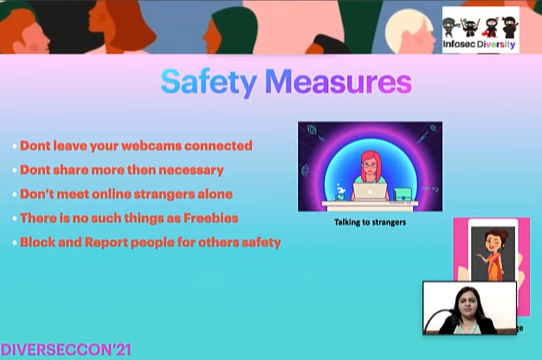 Infosec Diversity
Safety Measures
Dont leave your webcams connected
Dont share more then necessary
Don't meet online strangers alone
There is no such things as Freebies
Block and Report people for others safety
Talking to strangers
DIVERSECCON'21